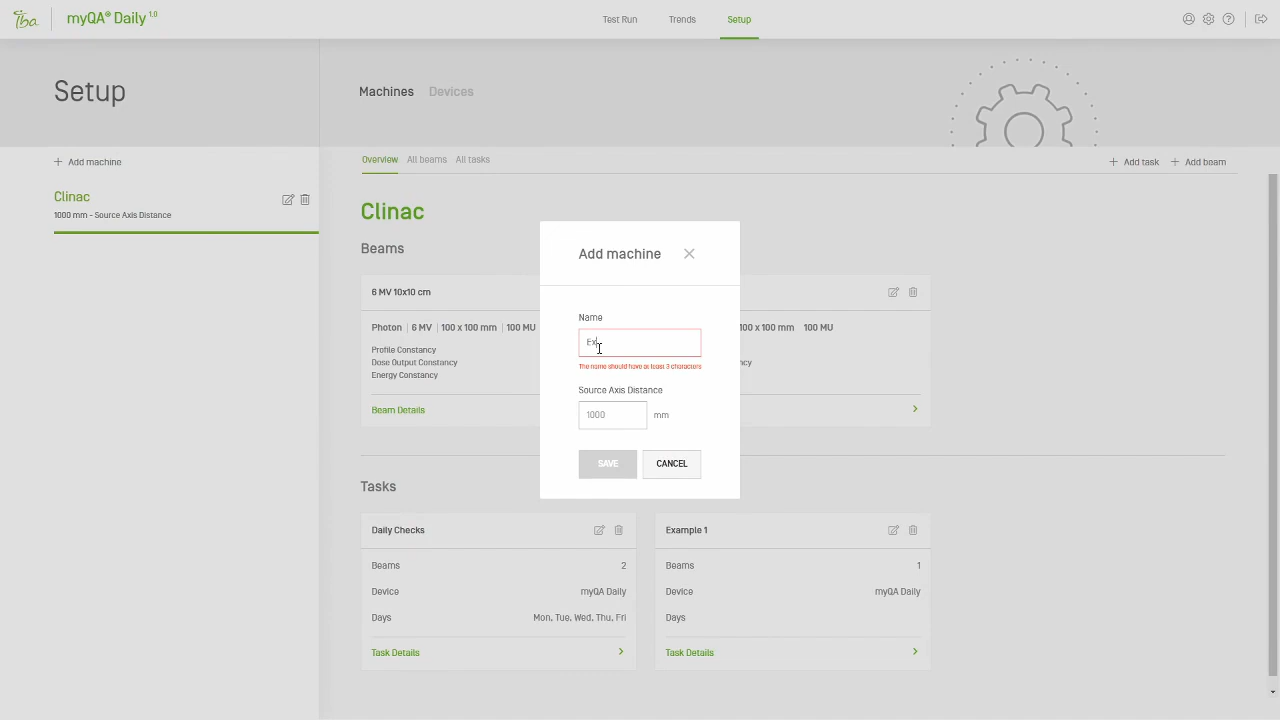 iba
myQA® Daily 1.0
Test Run
Trends
Setup
Setup
Machines
Devices
Add machine
Overview
All beams
All tasks
Add task
Add beam
Clinac
1000 mm - Source Axis Distance
Clinac
Beams
6 MV 10x10 cm
Photon | 6 MV | 100 x 100 mm | 100 MU
100 x 100 mm | 100 MU
Profile Constancy
Dose Output Constancy
Energy Constancy
Beam Details
Add machine
Name
Ex
The name should have at least 3 characters
Source Axis Distance
1000 mm
SAVE
CANCEL
Tasks
Daily Checks
Beams 2
Device myQA Daily
Days Mon, Tue, Wed, Thu, Fri
Task Details
Example 1
Beams 1
Device myQA Daily
Days
Task Details